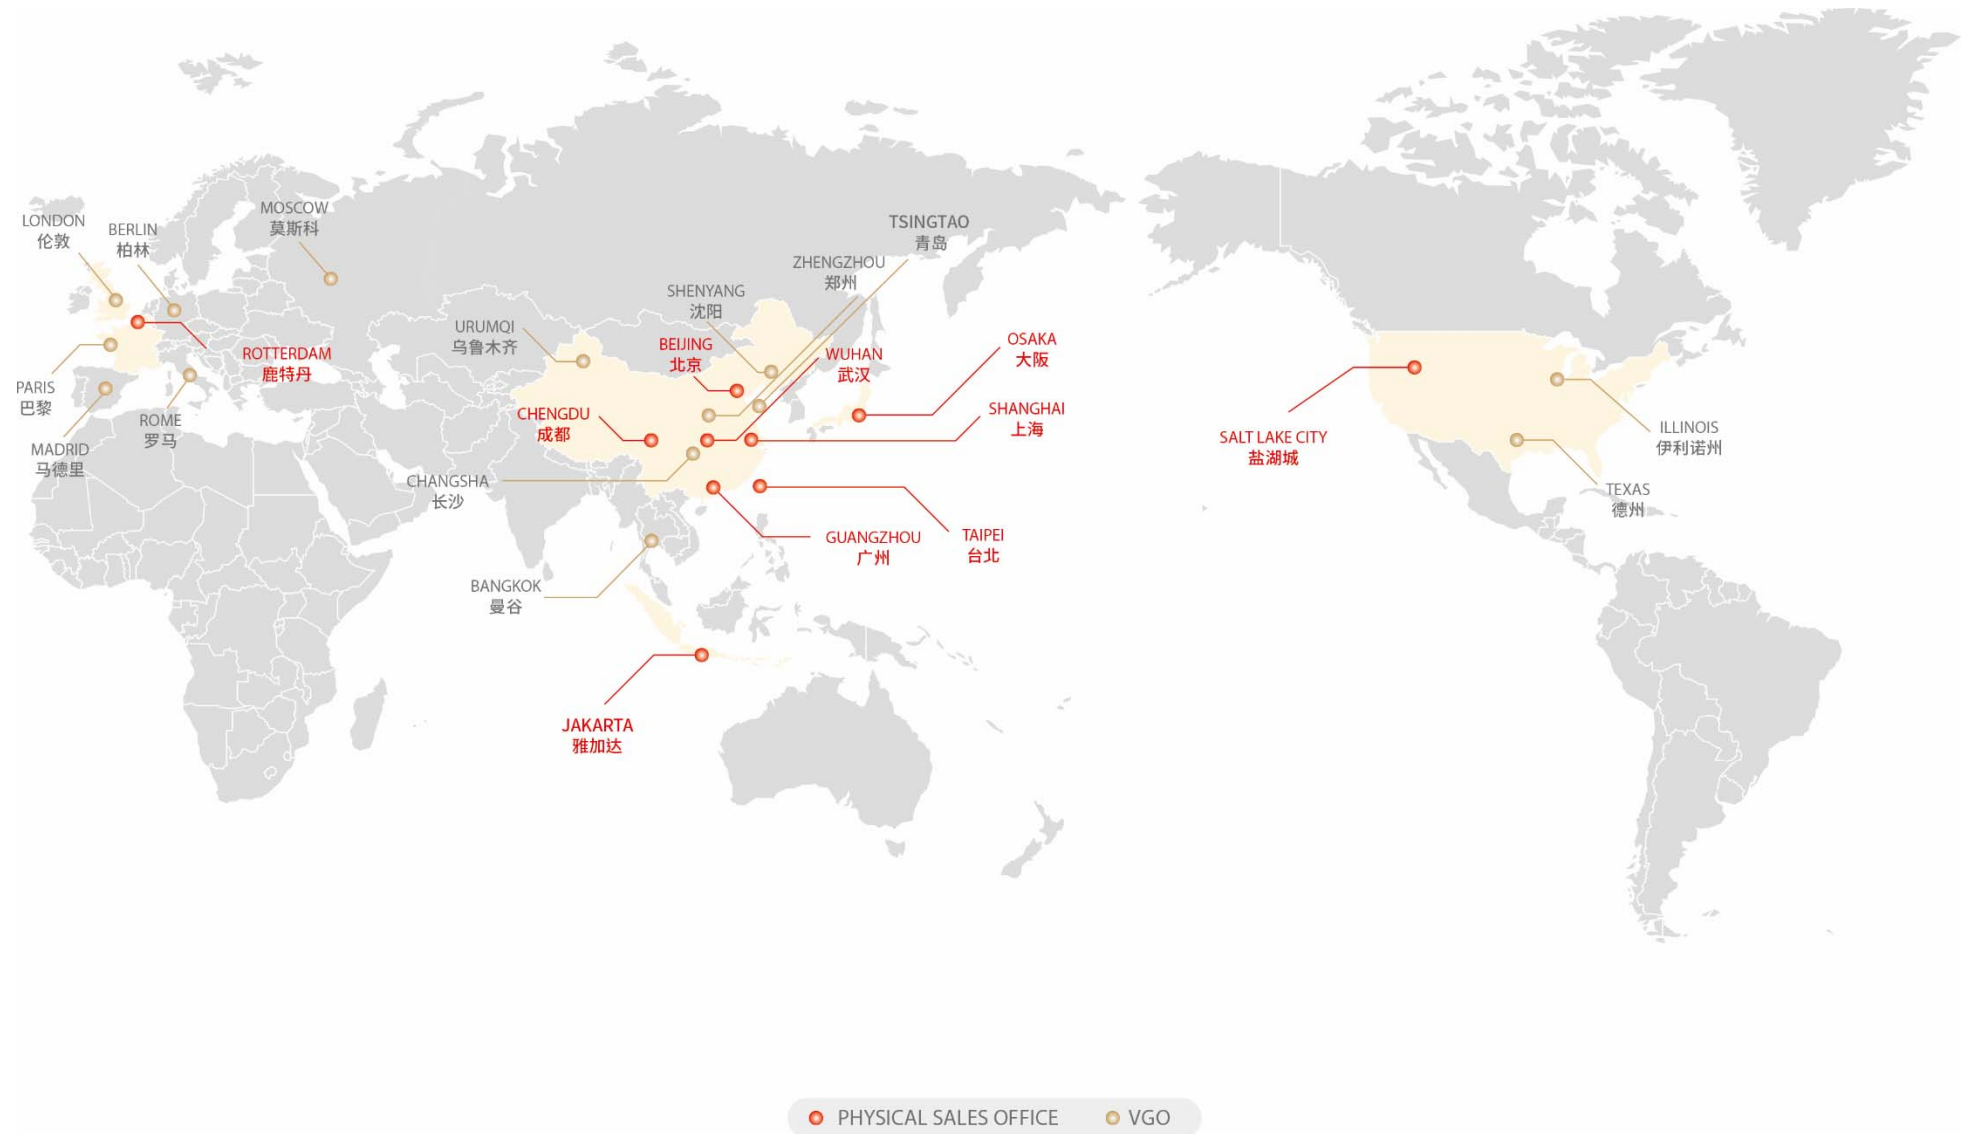 MOSCOW
莫斯科
LONDON
伦敦
BERLIN
柏林
TSINGTAO
青岛
ZHENGZHOU
郑州
SHENYANG
沈阳
URUMQI
乌鲁木齐
BEIJING
北京
ROTTERDAM
鹿特丹
WUHAN
武汉
OSAKA
大阪
PARIS
巴黎
ROME
罗马
CHENGDU
成都
SHANGHAI
上海
MADRID
马德里
CHANGSHA
长沙
SALT LAKE CITY
盐湖城
ILLINOIS
伊利诺州
TEXAS
德州
GUANGZHOU
广州
TAIPEI
台北
BANGKOK
曼谷
JAKARTA
雅加达
PHYSICAL SALES OFFICE
VGO